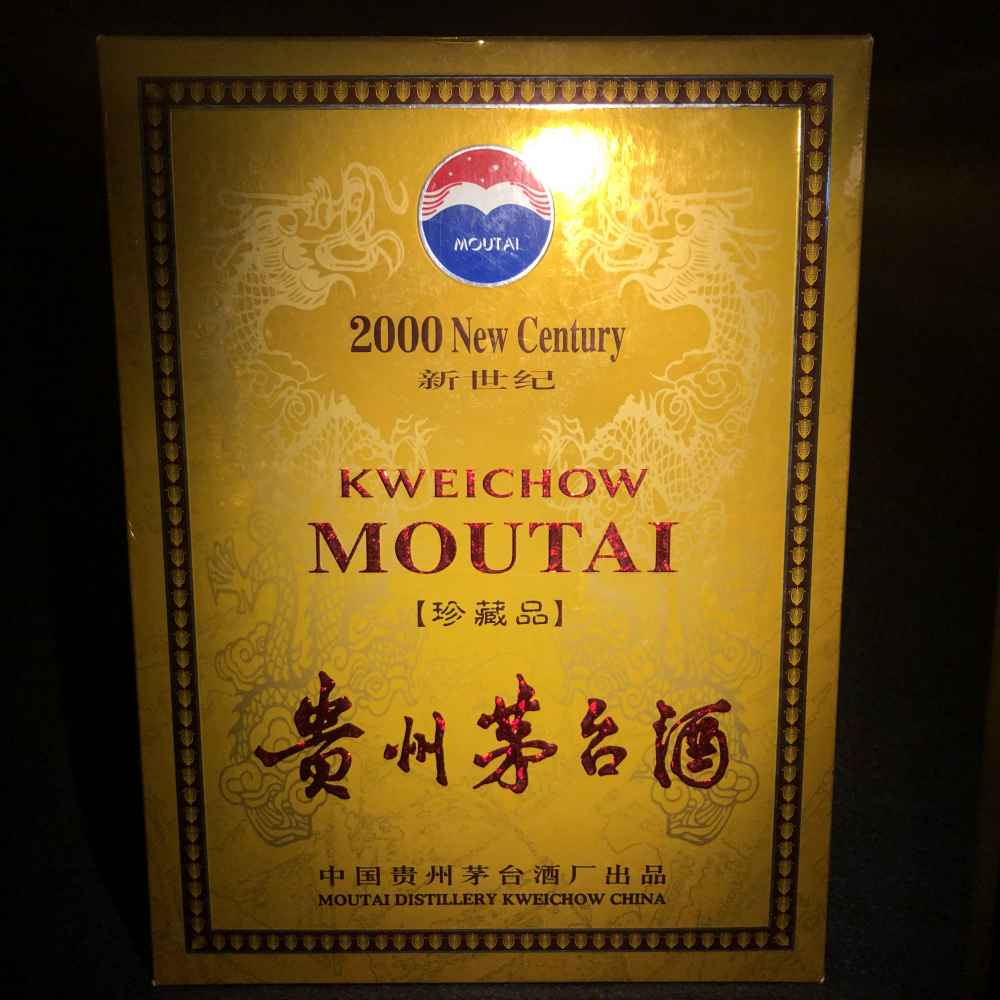 MOUTAI
2000 New Century
新世纪
KWEICHOW
MOUTAI
【珍藏品】
贵州茅台酒
中国贵州茅台酒厂出品
MOUTAI DISTILLERY KWEICHOW CHINA